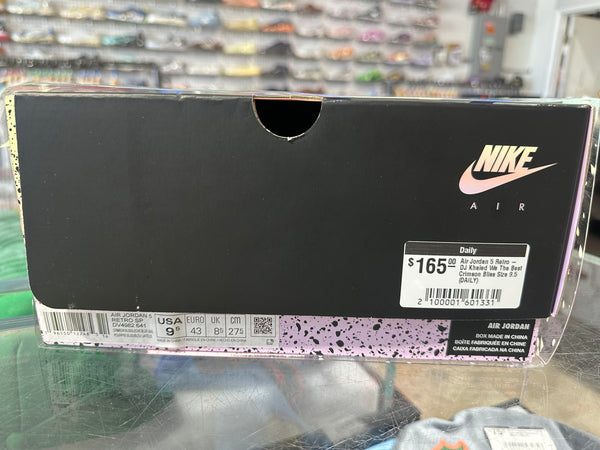 NIKE
AIR
Daily
$165.00
Air Jordan 5 Retro –
DJ Khaled We The Best
Crimson Bliss Size 9.5
(DAILY)
2 100001 601331
AIR JORDAN 5
RETRO SP
DV4982 641
USA EURO UK CM
9.5 43 8.5 27.5
AIR JORDAN
BOX MADE IN CHINA
BOÎTE FABRIQUÉE EN CHINE
CAIXA FABRICADA NA CHINA